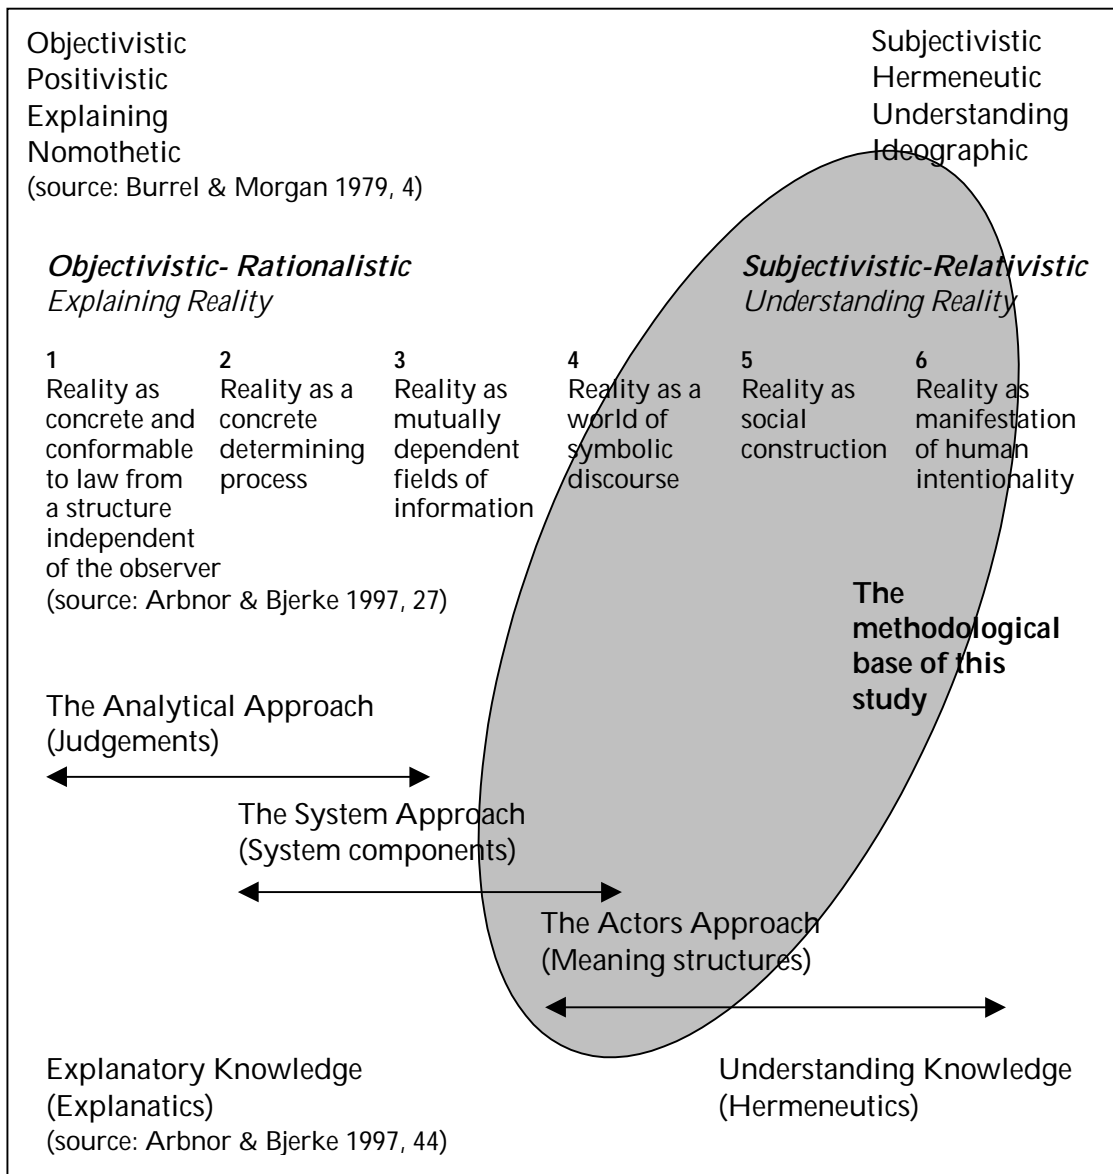 Objectivistic
Positivistic
Explaining
Nomothetic
(source: Burrel & Morgan 1979, 4)
Subjectivistic
Hermeneutic
Understanding
Ideographic
Objectivistic- Rationalistic
Explaining Reality
Subjectivistic-Relativistic
Understanding Reality
1
Reality as
concrete and
conformable
to law from
a structure
independent
of the observer
(source: Arbnor & Bjerke 1997, 27)
2
Reality as a
concrete
determining
process
3
Reality as
mutually
dependent
fields of
information
4
Reality as a
world of
symbolic
discourse
5
Reality as
social
construction
6
Reality as
manifestation
of human
intentionality
The
methodological
base of this
study
The Analytical Approach
(Judgements)
The System Approach
(System components)
The Actors Approach
(Meaning structures)
Explanatory Knowledge
(Explanatics)
(source: Arbnor & Bjerke 1997, 44)
Understanding Knowledge
(Hermeneutics)